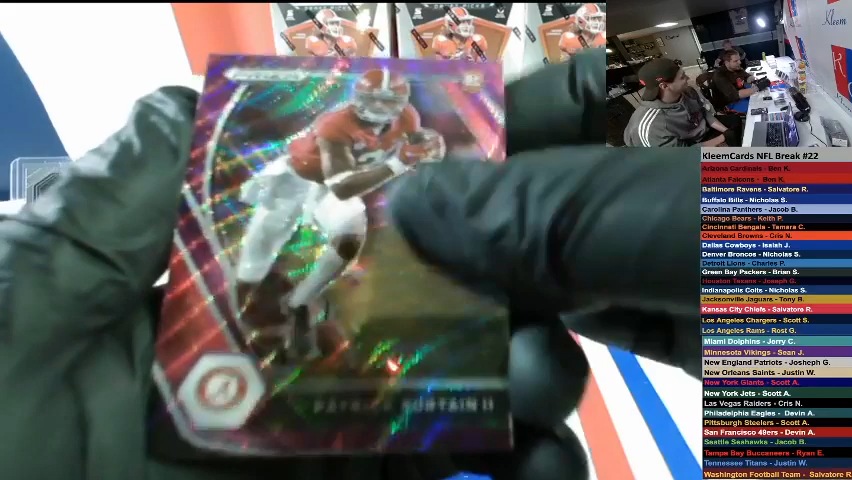 PATRICK SURTAIN II
Kleem
KleemCards NFL Break #22
Arizona Cardinals - Ben K.
Atlanta Falcons - Ben K.
Baltimore Ravens - Salvatore R.
Buffalo Bills - Nicholas S.
Carolina Panthers - Jacob B.
Chicago Bears - Keith P.
Cincinnati Bengals - Tamara C.
Cleveland Browns - Cris N.
Dallas Cowboys - Isaiah J.
Denver Broncos - Nicholas S.
Detroit Lions - Charles P.
Green Bay Packers - Brian S.
Houston Texans - Joseph G.
Indianapolis Colts - Nicholas S.
Jacksonville Jaguars - Tony B.
Kansas City Chiefs - Salvatore R.
Los Angeles Chargers - Scott S.
Los Angeles Rams - Rost G.
Miami Dolphins - Jerry C.
Minnesota Vikings - Sean J.
New England Patriots - Jospeh G.
New Orleans Saints - Justin W.
New York Giants - Scott A.
New York Jets - Scott A.
Las Vegas Raiders - Cris N.
Philadelphia Eagles - Devin A.
Pittsburgh Steelers - Scott A.
San Francisco 49ers - Devin A.
Seattle Seahawks - Jacob B.
Tampa Bay Buccaneers - Ryan E.
Tennessee Titans - Justin W.
Washington Football Team - Salvatore R